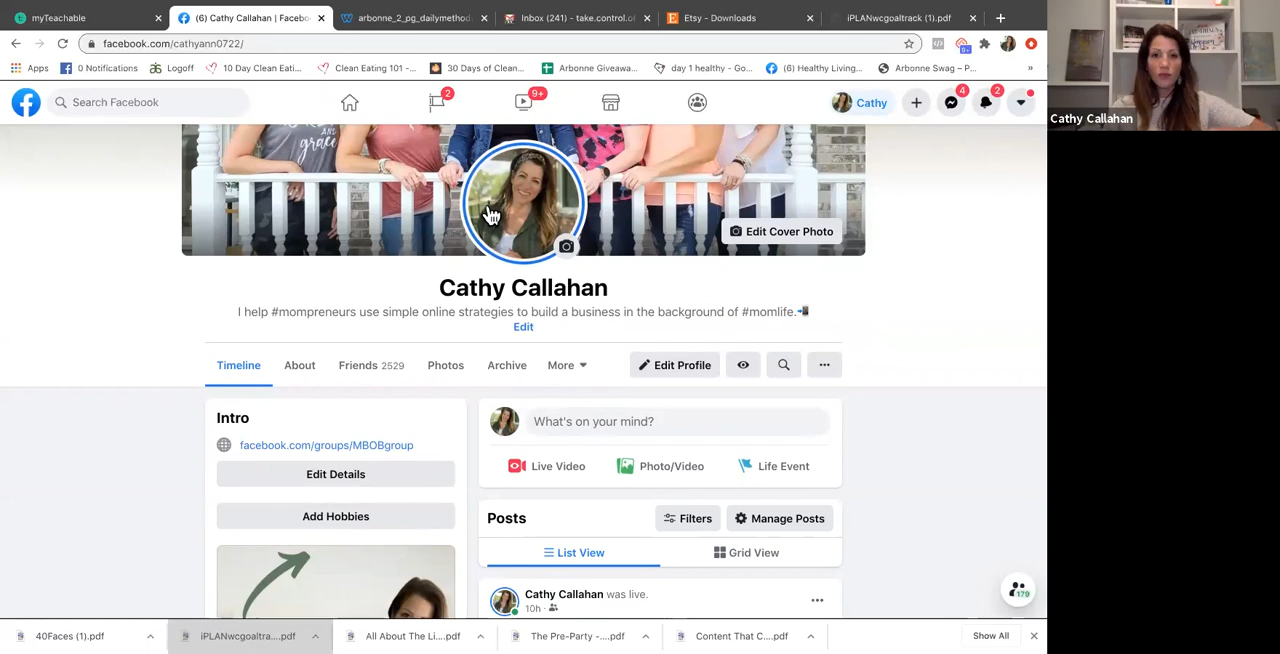 myTeachable
(6) Cathy Callahan | Facebo
arbonne_2_pg_dailymethod
Inbox (241) - take.control.o
Etsy - Downloads
iPLANwcgoaltrack (1).pdf
facebook.com/cathyann0722/
Apps
0 Notifications
Logoff
10 Day Clean Eati...
Clean Eating 101 -...
30 Days of Clean...
Arbonne Giveawa...
day 1 healthy - Go...
(6) Healthy Living...
Arbonne Swag – P...
»
Search Facebook
2
9+
Cathy
4
2
Cathy Callahan
and
grace
Edit Cover Photo
Cathy Callahan
I help #mompreneurs use simple online strategies to build a business in the background of #momlife.📲
Edit
Timeline
About
Friends 2529
Photos
Archive
More
Edit Profile
Intro
facebook.com/groups/MBOBgroup
Edit Details
Add Hobbies
What's on your mind?
Live Video
Photo/Video
Life Event
Posts
Filters
Manage Posts
List View
Grid View
Cathy Callahan was live.
10h
179
40Faces (1).pdf
iPLANwcgoaltra....pdf
All About The Li....pdf
The Pre-Party -....pdf
Content That C....pdf
Show All